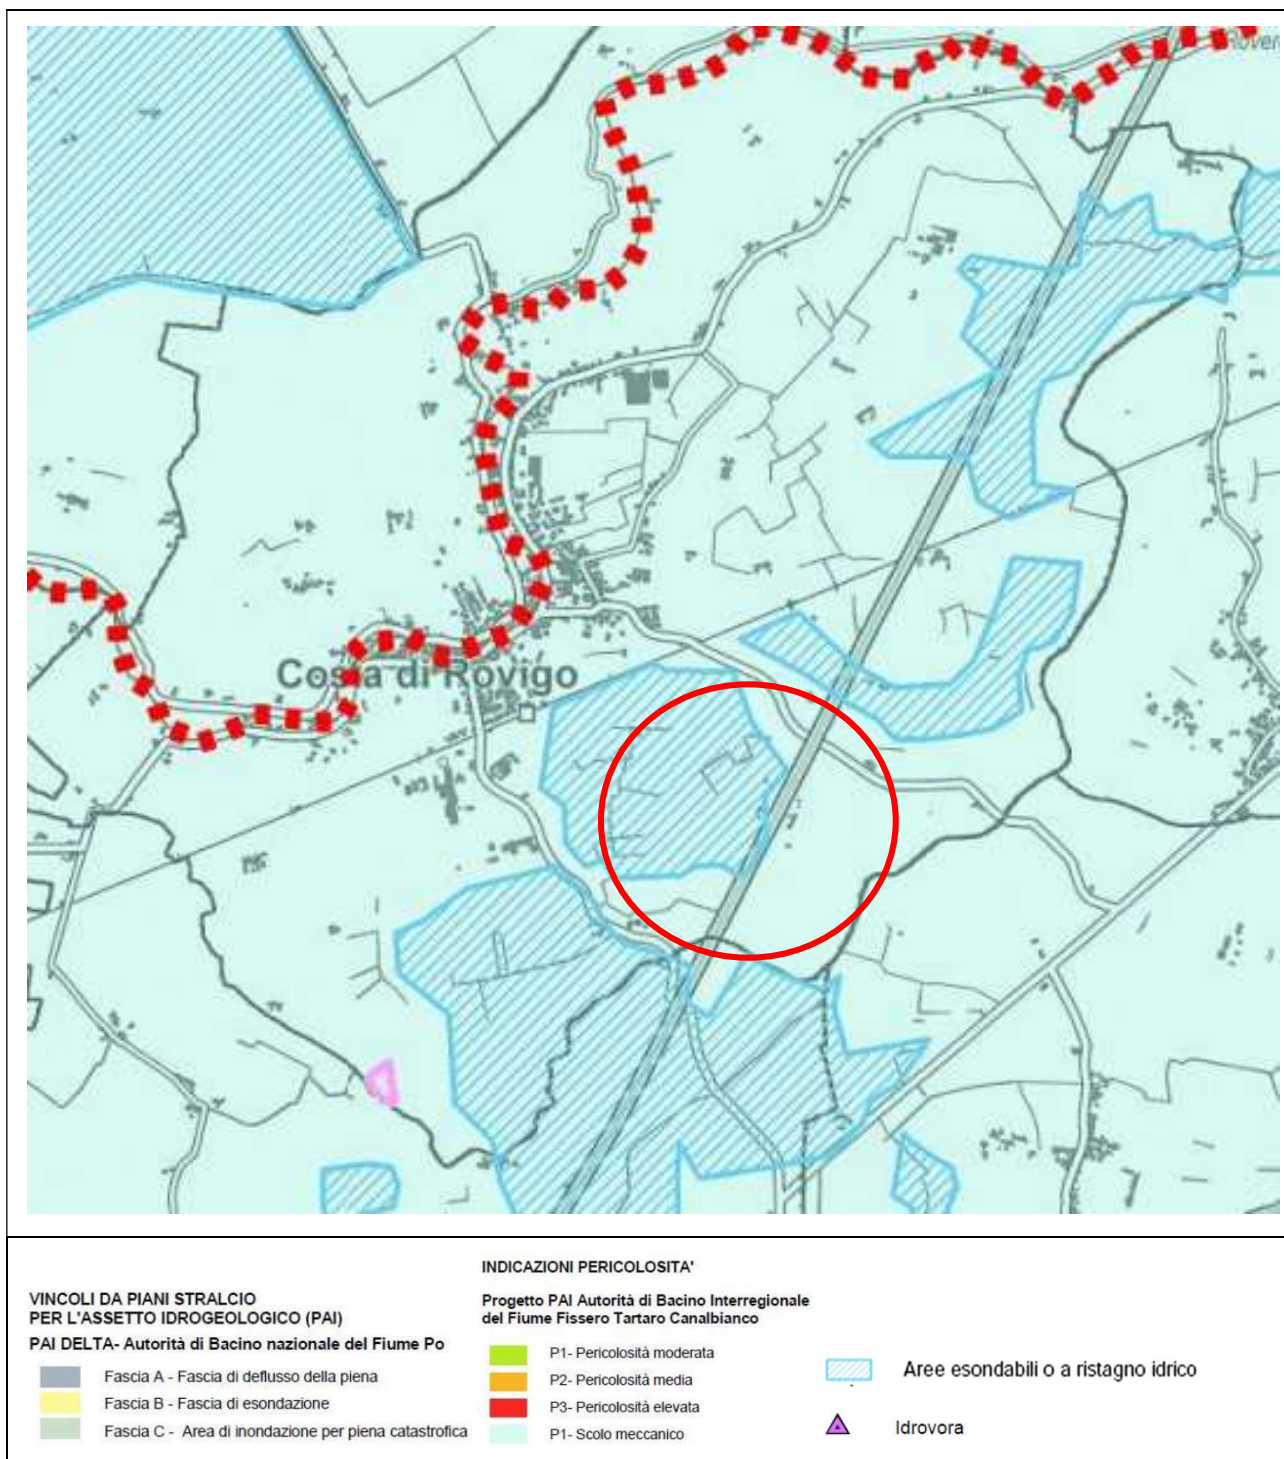 Rover
Costa di Rovigo
INDICAZIONI PERICOLOSITA'
VINCOLI DA PIANI STRALCIO
PER L'ASSETTO IDROGEOLOGICO (PAI)
PAI DELTA- Autorità di Bacino nazionale del Fiume Po
Fascia A - Fascia di deflusso della piena
Fascia B - Fascia di esondazione
Fascia C - Area di inondazione per piena catastrofica
Progetto PAI Autorità di Bacino Interregionale
del Fiume Fissero Tartaro Canalbianco
P1- Pericolosità moderata
P2- Pericolosità media
P3- Pericolosità elevata
P1- Scolo meccanico
Aree esondabili o a ristagno idrico
Idrovora